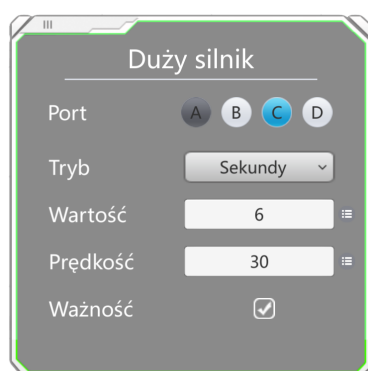 Duży silnik
Port A B C D
Tryb Sekundy
Wartość 6
Prędkość 30
Ważność